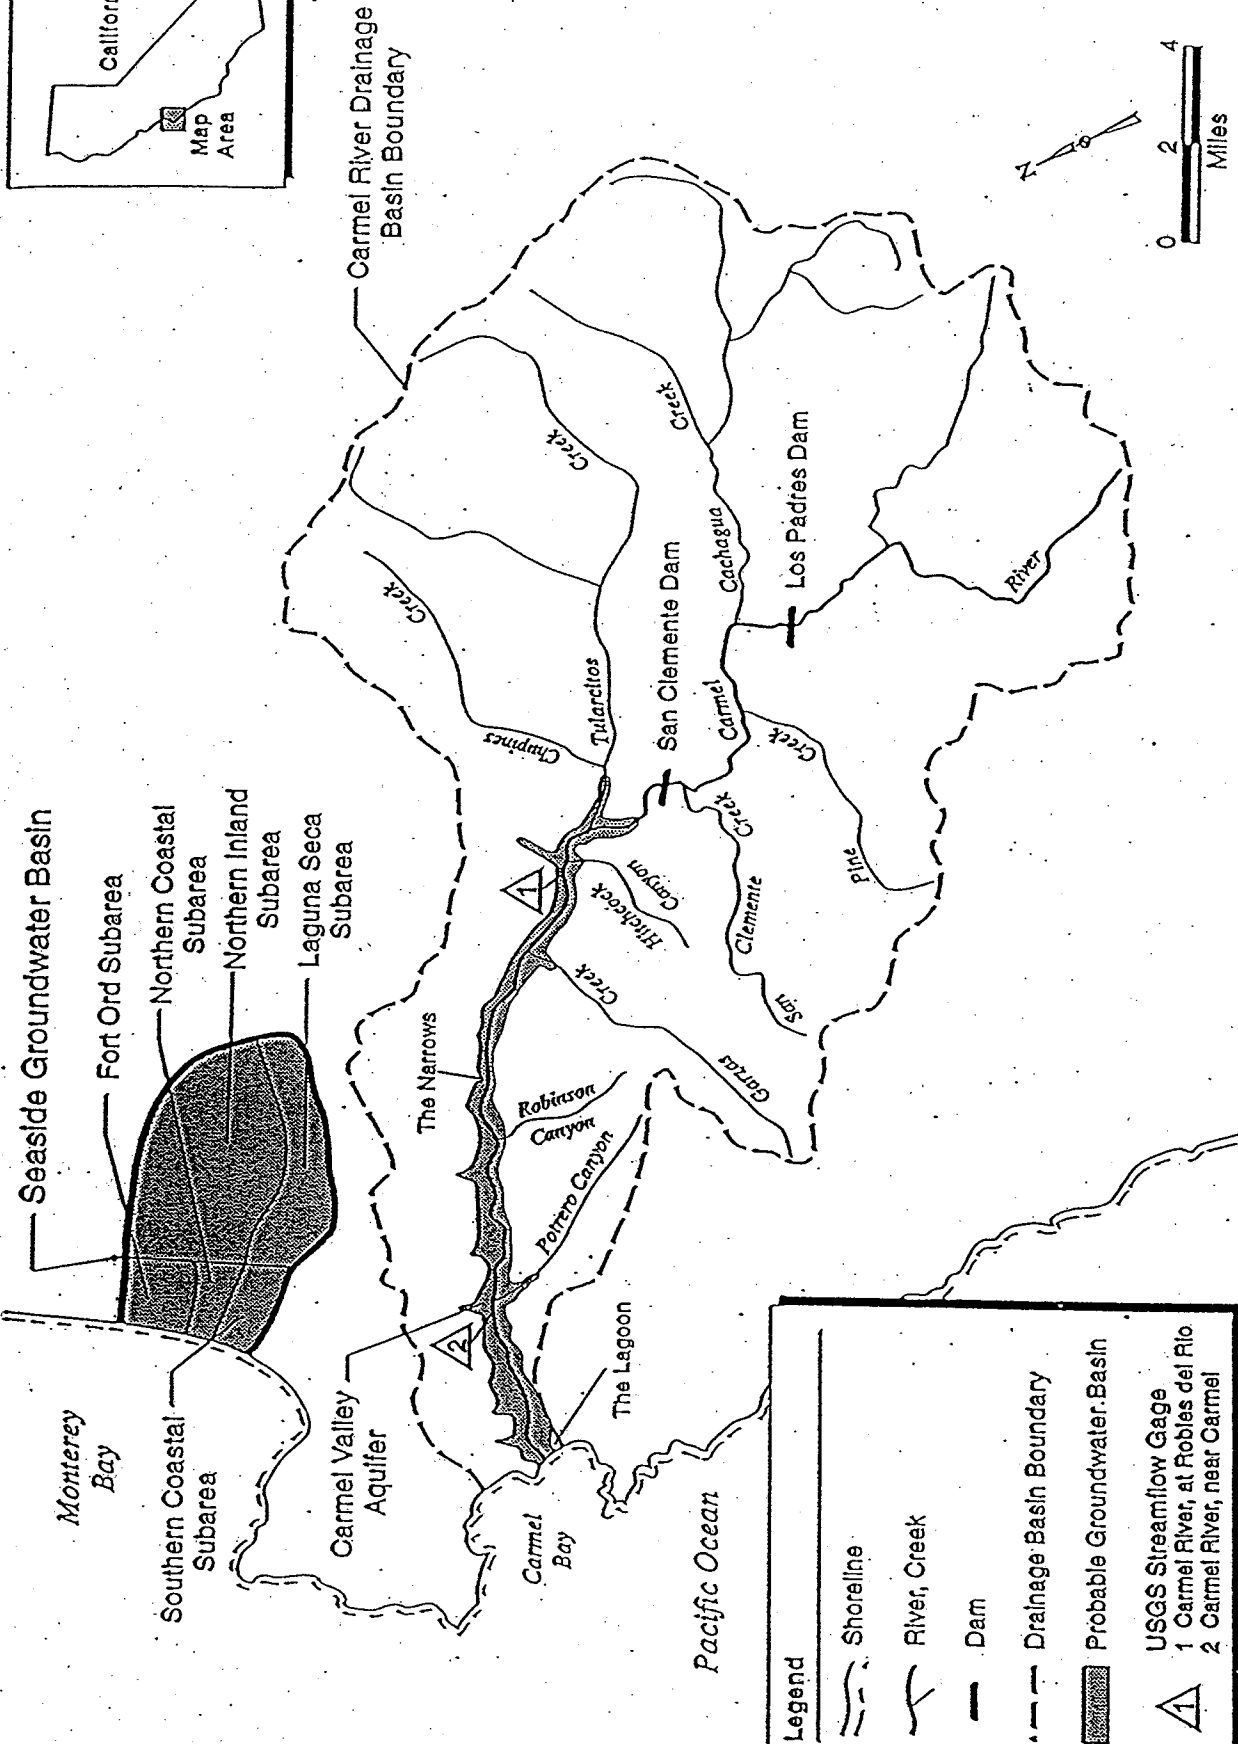 Califor
Map
Area
Carmel River Drainage
Basin Boundary
Seaside Groundwater Basin
Fort Ord Subarea
Northern Coastal
Subarea
Northern Inland
Subarea
Laguna Seca
Subarea
Monterey
Bay
Southern Coastal
Subarea
Carmel Valley
Aquifer
The Narrows
Carmel
Bay
Pacific Ocean
The Lagoon
Potrero Canyon
Robinson
Canyon
Garzas
Creek
Hitchcock
Canyon
San
Clemente
Creek
Pine
Creek
Chupines
Creek
Tularcitos
Creek
San Clemente Dam
Carmel
River
Cachagua
Creek
Los Padres Dam
1
2
N
0 2 4
Miles
Legend
Shoreline
River, Creek
Dam
Drainage Basin Boundary
Probable Groundwater Basin
1
USGS Streamflow Gage
1 Carmel River, at Robles del Rio
2 Carmel River, near Carmel